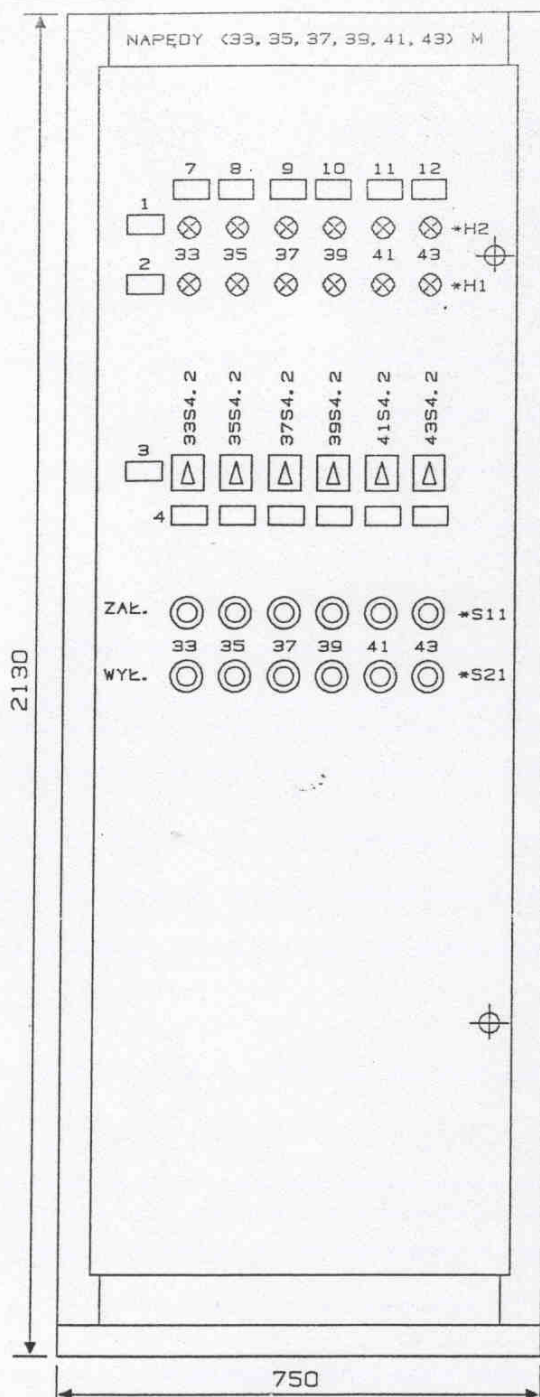 NAPĘDY (33, 35, 37, 39, 41, 43) M
7 8 9 10 11 12
1
*H2
33 35 37 39 41 43
2
*H1
33S4.2 35S4.2 37S4.2 39S4.2 41S4.2 43S4.2
3
4
ZAŁ. *S11
33 35 37 39 41 43
WYŁ. *S21
2130
750